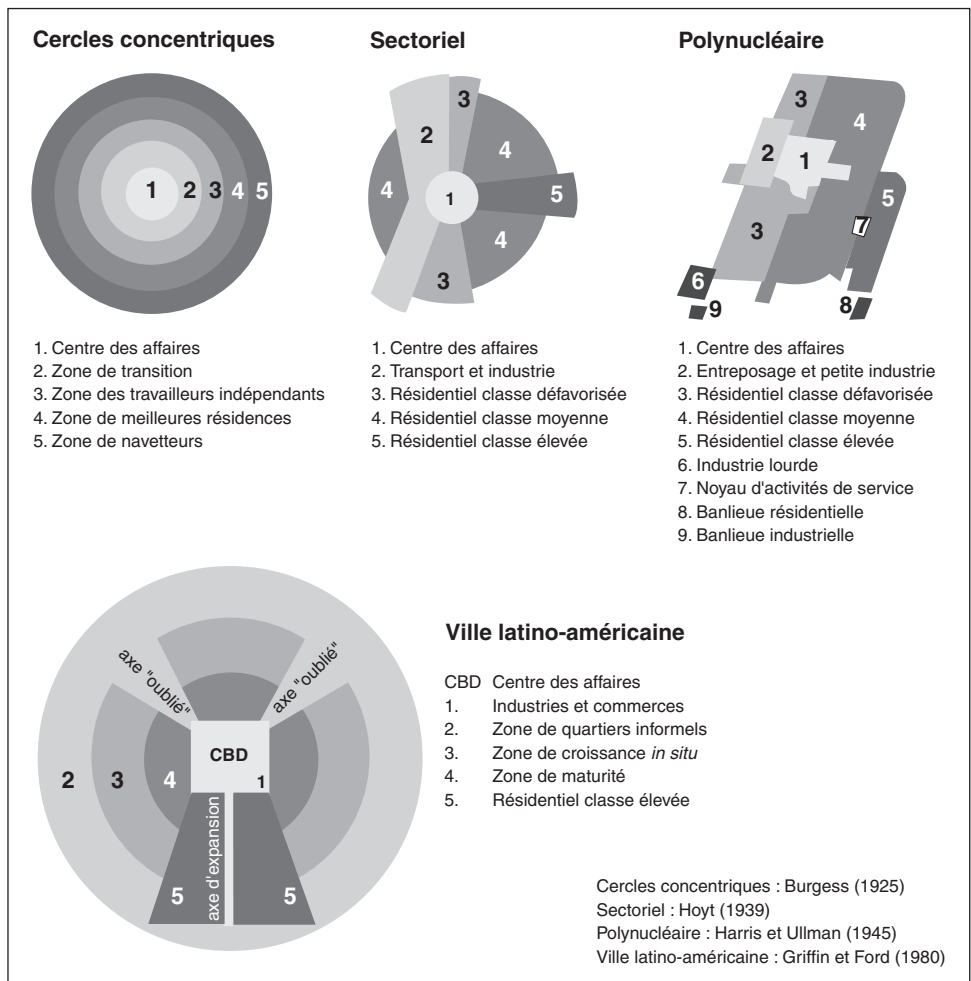 Cercles concentriques
1 2 3 4 5
1. Centre des affaires
2. Zone de transition
3. Zone des travailleurs indépendants
4. Zone de meilleures résidences
5. Zone de navetteurs
Sectoriel
3
2
4
4
1
5
4
3
1. Centre des affaires
2. Transport et industrie
3. Résidentiel classe défavorisée
4. Résidentiel classe moyenne
5. Résidentiel classe élevée
Polynucléaire
3
4
2
1
5
7
3
6
9
8
1. Centre des affaires
2. Entreposage et petite industrie
3. Résidentiel classe défavorisée
4. Résidentiel classe moyenne
5. Résidentiel classe élevée
6. Industrie lourde
7. Noyau d'activités de service
8. Banlieue résidentielle
9. Banlieue industrielle
axe "oublié"
axe "oublié"
CBD
2 3 4 1
axe d'expansion
5 5
Ville latino-américaine
CBD Centre des affaires
1. Industries et commerces
2. Zone de quartiers informels
3. Zone de croissance in situ
4. Zone de maturité
5. Résidentiel classe élevée
Cercles concentriques : Burgess (1925)
Sectoriel : Hoyt (1939)
Polynucléaire : Harris et Ullman (1945)
Ville latino-américaine : Griffin et Ford (1980)